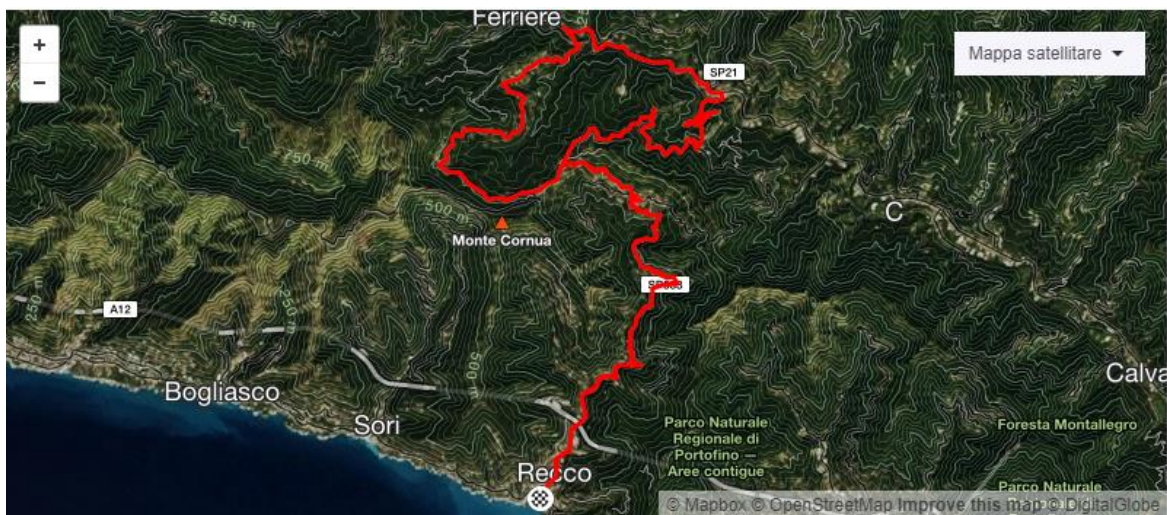 Ferriere
+
−
Mappa satellitare
SP21
250 m
750 m
500 m
C
Monte Cornua
A12
250 m
250 m
500 m
Bogliasco
Calva
Sori
Parco Naturale
Regionale di
Portofino —
Aree contigue
Foresta Montallegro
Recco
Parco Naturale
© Mapbox © OpenStreetMap Improve this map © DigitalGlobe